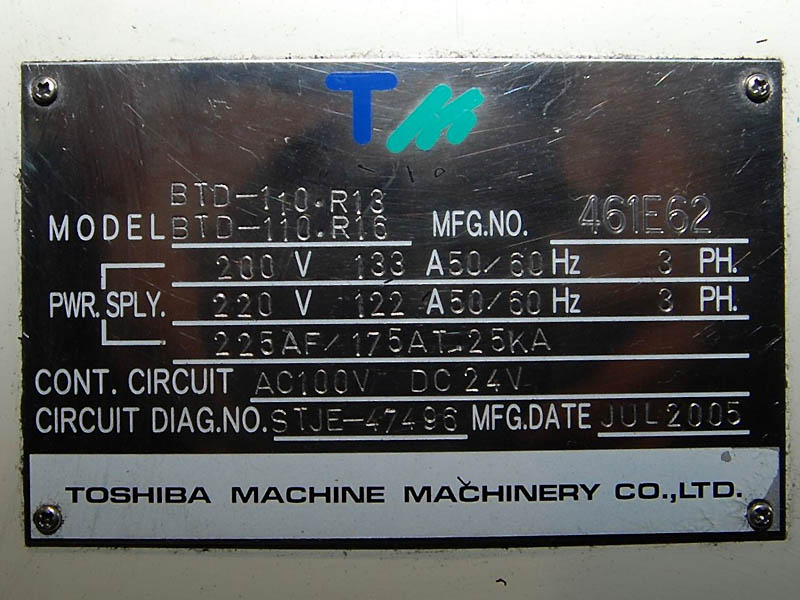 TM
BTD-110.R13
MODEL BTD-110.R16 MFG.NO. 461E62
200 V 133 A 50/60 Hz 3 PH.
PWR. SPLY. 220 V 122 A 50/60 Hz 3 PH.
225AF/175AT-25KA
CONT. CIRCUIT AC100V DC24V
CIRCUIT DIAG.NO. STJE-47496 MFG.DATE JUL2005
TOSHIBA MACHINE MACHINERY CO.,LTD.